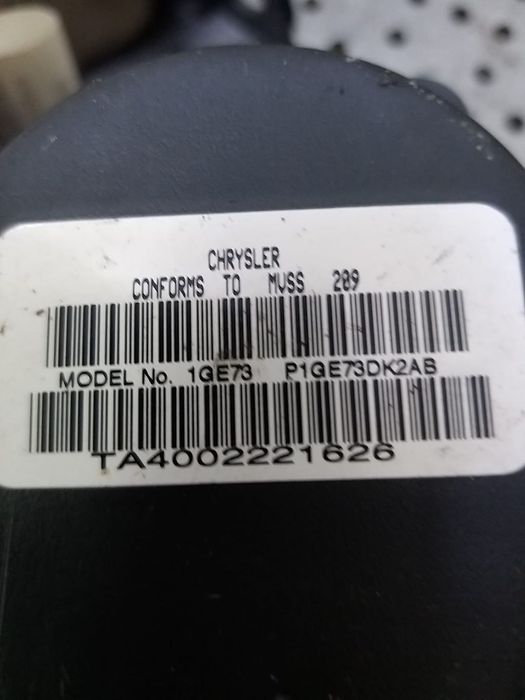 CHRYSLER
CONFORMS TO MVSS 209
MODEL No. 1GE73 P1GE73DK2AB
TA4002221626